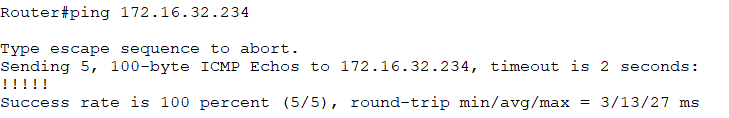 Router#ping 172.16.32.234
Type escape sequence to abort.
Sending 5, 100-byte ICMP Echos to 172.16.32.234, timeout is 2 seconds:
!!!!!
Success rate is 100 percent (5/5), round-trip min/avg/max = 3/13/27 ms